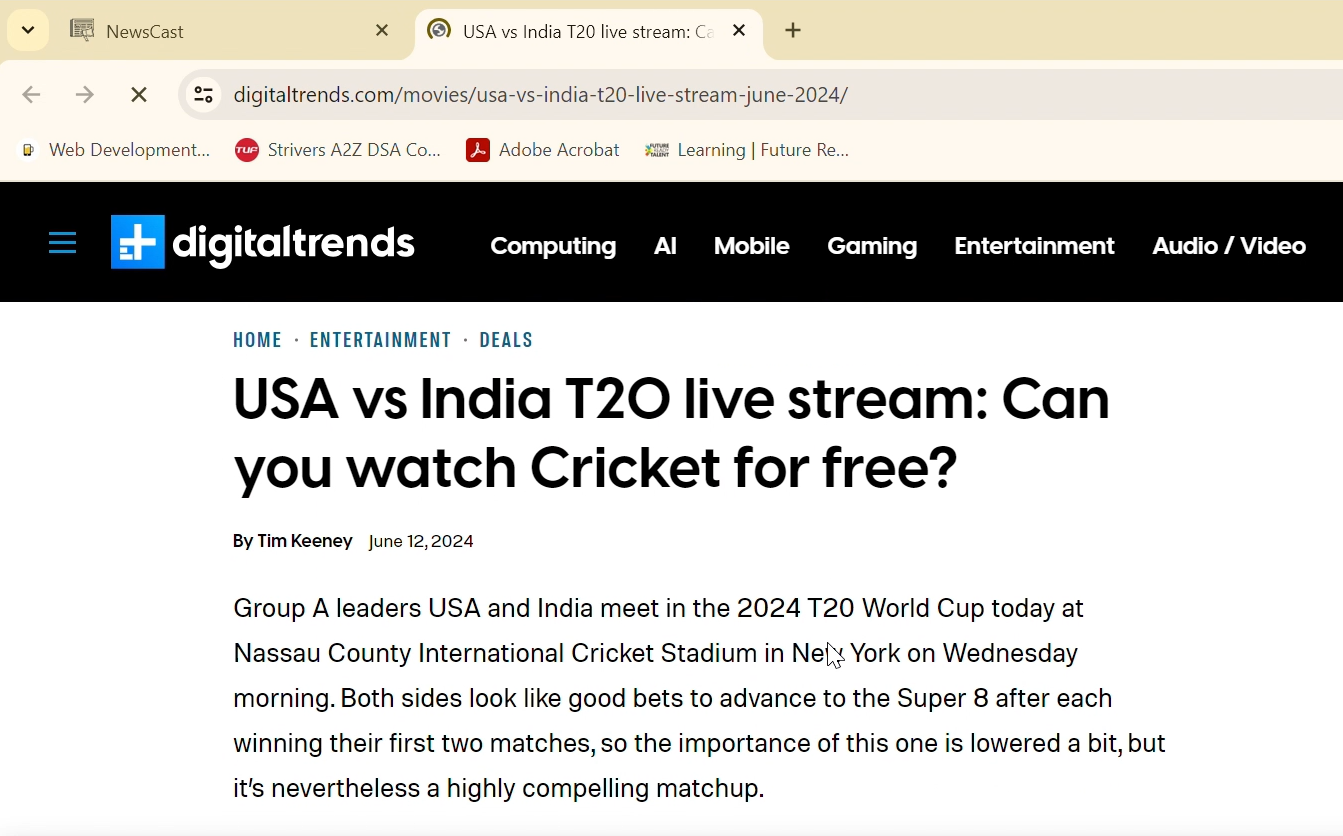 NewsCast
USA vs India T20 live stream: Ca
digitaltrends.com/movies/usa-vs-india-t20-live-stream-june-2024/
Web Development...
TUF Strivers A2Z DSA Co...
Adobe Acrobat
FUTURE READY TALENT Learning | Future Re...
digitaltrends
Computing AI Mobile Gaming Entertainment Audio / Video
HOME · ENTERTAINMENT · DEALS
USA vs India T20 live stream: Can
you watch Cricket for free?
By Tim Keeney June 12, 2024
Group A leaders USA and India meet in the 2024 T20 World Cup today at
Nassau County International Cricket Stadium in New York on Wednesday
morning. Both sides look like good bets to advance to the Super 8 after each
winning their first two matches, so the importance of this one is lowered a bit, but
it's nevertheless a highly compelling matchup.